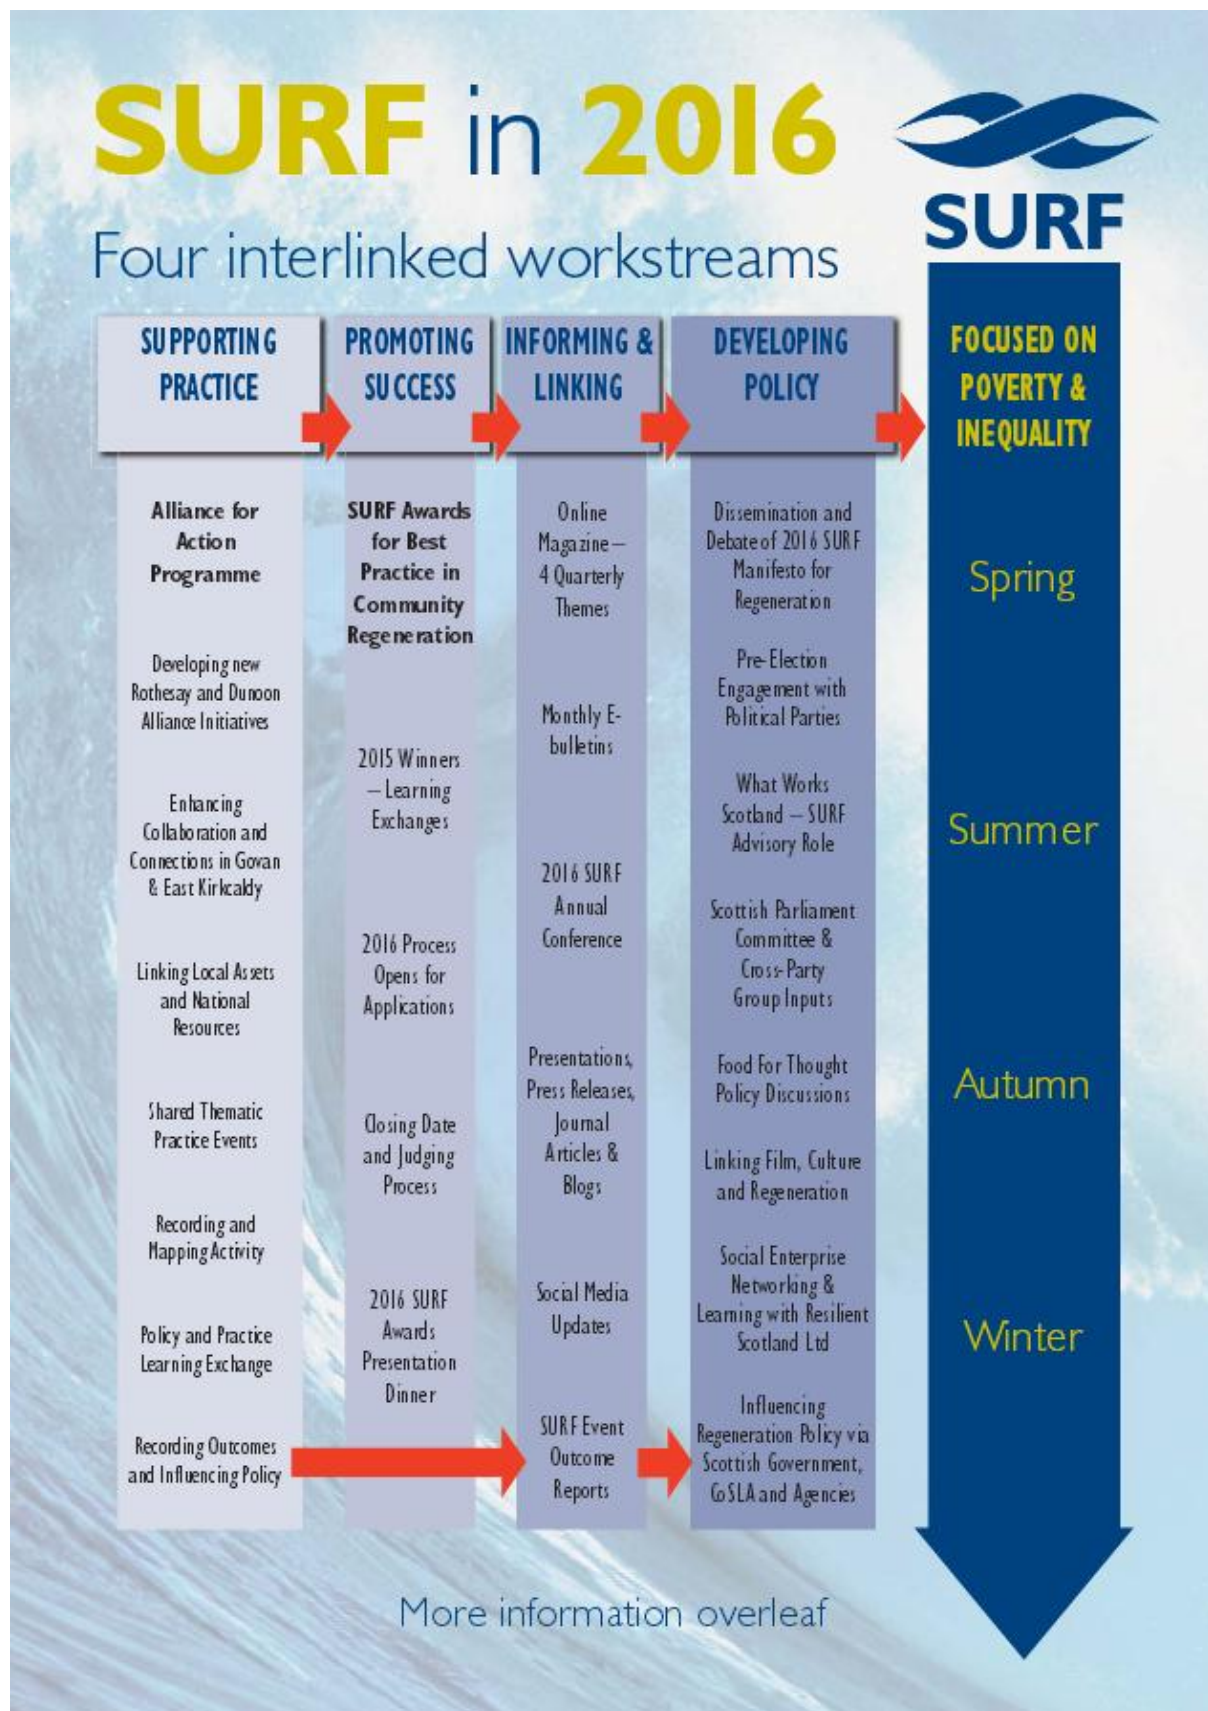 SURF in 2016
Four interlinked workstreams
SURF
SUPPORTING
PRACTICE
PROMOTING
SUCCESS
INFORMING &
LINKING
DEVELOPING
POLICY
FOCUSED ON
POVERTY &
INEQUALITY
Alliance for
Action
Programme
Developing new
Rothesay and Dunoon
Alliance Initiatives
Enhancing
Collaboration and
Connections in Govan
& East Kirkcaldy
Linking Local Assets
and National
Resources
Shared Thematic
Practice Events
Recording and
Mapping Activity
Policy and Practice
Learning Exchange
Recording Outcomes
and Influencing Policy
SURF Awards
for Best
Practice in
Community
Regeneration
2015 Winners
– Learning
Exchanges
2016 Process
Opens for
Applications
Closing Date
and Judging
Process
2016 SURF
Awards
Presentation
Dinner
Online
Magazine –
4 Quarterly
Themes
Monthly E-
bulletins
2016 SURF
Annual
Conference
Presentations,
Press Releases,
Journal
Articles &
Blogs
Social Media
Updates
SURF Event
Outcome
Reports
Dissemination and
Debate of 2016 SURF
Manifesto for
Regeneration
Pre-Election
Engagement with
Political Parties
What Works
Scotland – SURF
Advisory Role
Scottish Parliament
Committee &
Cross-Party
Group Inputs
Food For Thought
Policy Discussions
Linking Film, Culture
and Regeneration
Social Enterprise
Networking &
Learning with Resilient
Scotland Ltd
Influencing
Regeneration Policy via
Scottish Government,
CoSLA and Agencies
Spring
Summer
Autumn
Winter
More information overleaf